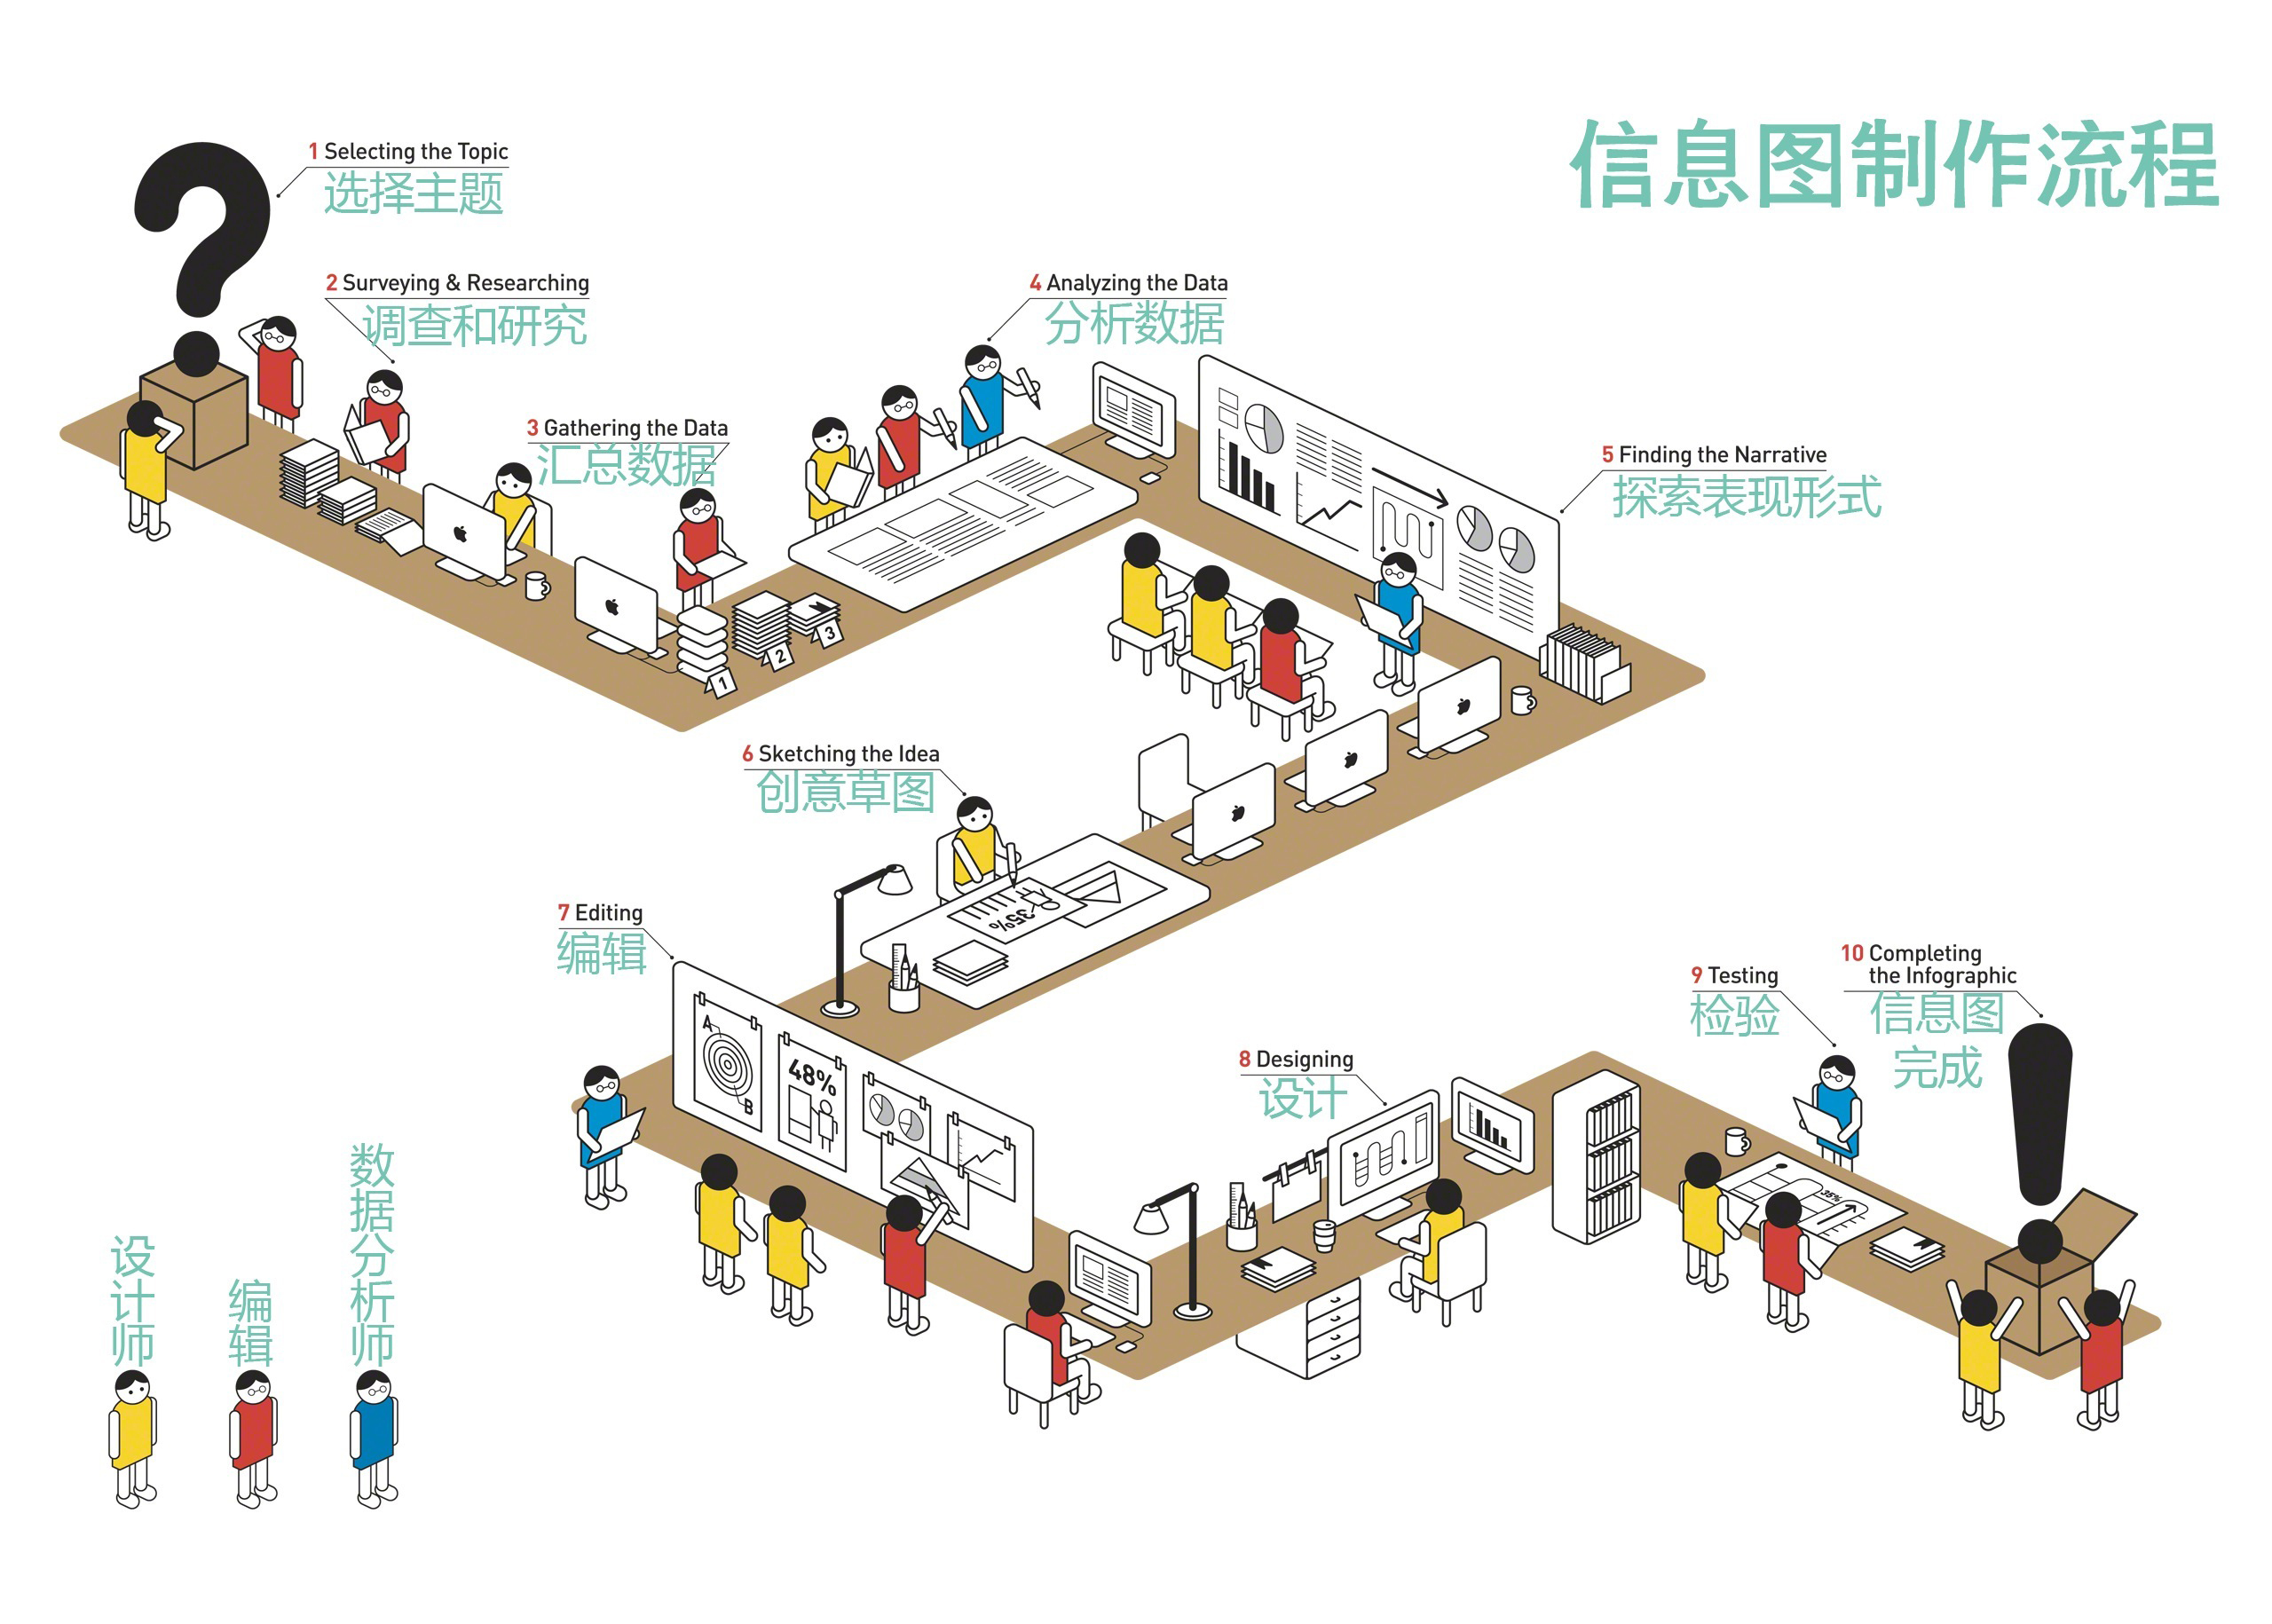 信息图制作流程
1 Selecting the Topic
选择主题
2 Surveying & Researching
调查和研究
3 Gathering the Data
汇总数据
4 Analyzing the Data
分析数据
5 Finding the Narrative
探索表现形式
1
2
3
6 Sketching the Idea
创意草图
35%
7 Editing
编辑
A
B
48%
8 Designing
设计
9 Testing
检验
35%
10 Completing
the Infographic
信息图
完成
设计师
编辑
数据分析师